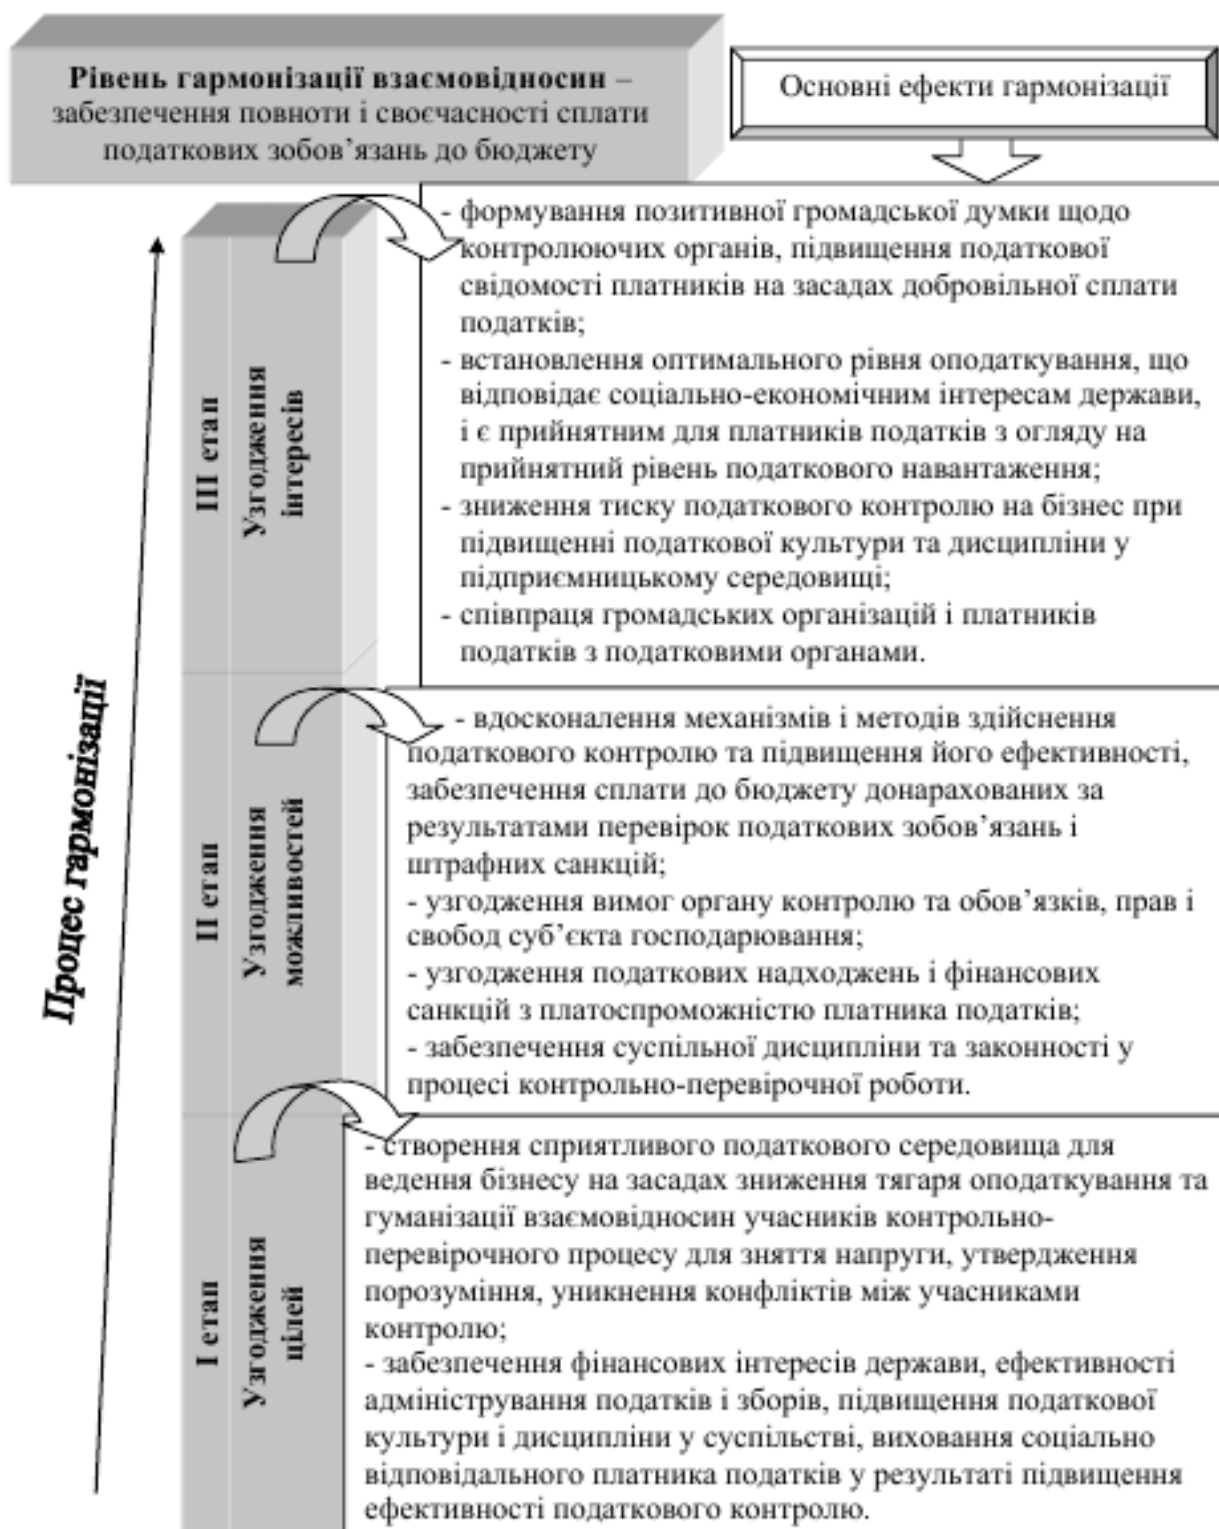 Рівень гармонізації взаємовідносин –
забезпечення повноти і своєчасності сплати
податкових зобов’язань до бюджету
Основні ефекти гармонізації
Процес гармонізації
ІІІ етап
Узгодження
інтересів
- формування позитивної громадської думки щодо
контролюючих органів, підвищення податкової
свідомості платників на засадах добровільної сплати
податків;
- встановлення оптимального рівня оподаткування, що
відповідає соціально-економічним інтересам держави,
і є прийнятним для платників податків з огляду на
прийнятний рівень податкового навантаження;
- зниження тиску податкового контролю на бізнес при
підвищенні податкової культури та дисципліни у
підприємницькому середовищі;
- співпраця громадських організацій і платників
податків з податковими органами.
ІІ етап
Узгодження
можливостей
- вдосконалення механізмів і методів здійснення
податкового контролю та підвищення його ефективності,
забезпечення сплати до бюджету донарахованих за
результатами перевірок податкових зобов’язань і
штрафних санкцій;
- узгодження вимог органу контролю та обов’язків, прав і
свобод суб’єкта господарювання;
- узгодження податкових надходжень і фінансових
санкцій з платоспроможністю платника податків;
- забезпечення суспільної дисципліни та законності у
процесі контрольно-перевірочної роботи.
І етап
Узгодження
цілей
- створення сприятливого податкового середовища для
ведення бізнесу на засадах зниження тягаря оподаткування та
гуманізації взаємовідносин учасників контрольно-
перевірочного процесу для зняття напруги, утвердження
порозуміння, уникнення конфліктів між учасниками
контролю;
- забезпечення фінансових інтересів держави, ефективності
адміністрування податків і зборів, підвищення податкової
культури і дисципліни у суспільстві, виховання соціально
відповідального платника податків у результаті підвищення
ефективності податкового контролю.